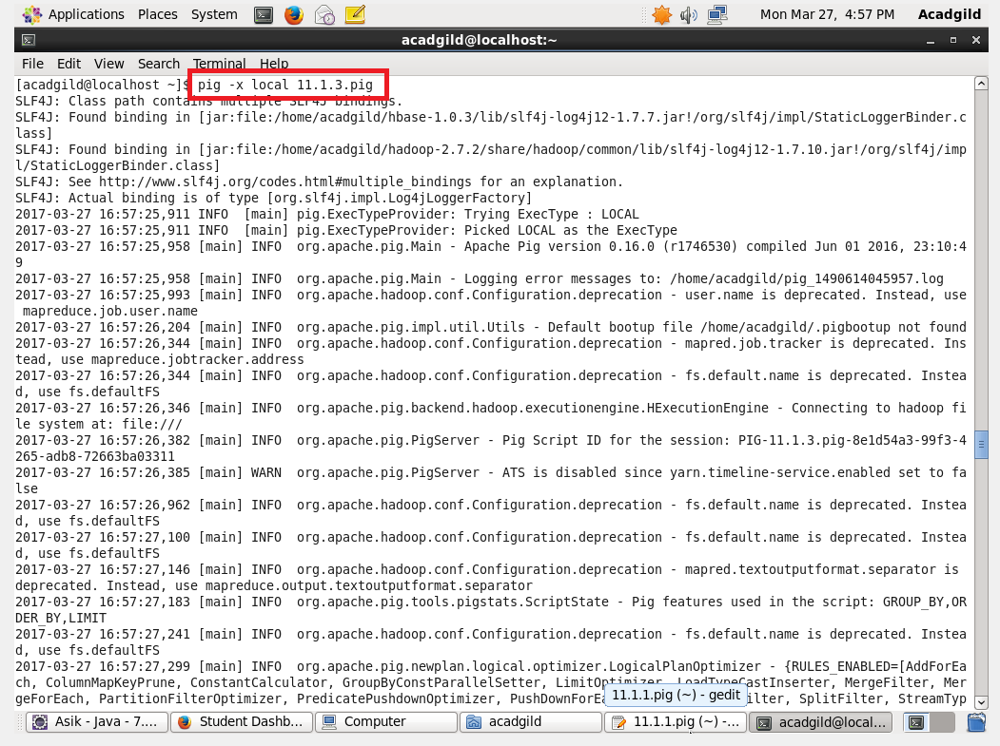 Applications Places System Mon Mar 27, 4:57 PM Acadgild
acadgild@localhost:~
File Edit View Search Terminal Help
[acadgild@localhost ~]$ pig -x local 11.1.3.pig
SLF4J: Class path contains multiple SLF4J bindings.
SLF4J: Found binding in [jar:file:/home/acadgild/hbase-1.0.3/lib/slf4j-log4j12-1.7.7.jar!/org/slf4j/impl/StaticLoggerBinder.c
lass]
SLF4J: Found binding in [jar:file:/home/acadgild/hadoop-2.7.2/share/hadoop/common/lib/slf4j-log4j12-1.7.10.jar!/org/slf4j/imp
l/StaticLoggerBinder.class]
SLF4J: See http://www.slf4j.org/codes.html#multiple_bindings for an explanation.
SLF4J: Actual binding is of type [org.slf4j.impl.Log4jLoggerFactory]
2017-03-27 16:57:25,911 INFO  [main] pig.ExecTypeProvider: Trying ExecType : LOCAL
2017-03-27 16:57:25,911 INFO  [main] pig.ExecTypeProvider: Picked LOCAL as the ExecType
2017-03-27 16:57:25,958 [main] INFO  org.apache.pig.Main - Apache Pig version 0.16.0 (r1746530) compiled Jun 01 2016, 23:10:4
9
2017-03-27 16:57:25,958 [main] INFO  org.apache.pig.Main - Logging error messages to: /home/acadgild/pig_1490614045957.log
2017-03-27 16:57:25,993 [main] INFO  org.apache.hadoop.conf.Configuration.deprecation - user.name is deprecated. Instead, use
 mapreduce.job.user.name
2017-03-27 16:57:26,204 [main] INFO  org.apache.pig.impl.util.Utils - Default bootup file /home/acadgild/.pigbootup not found
2017-03-27 16:57:26,344 [main] INFO  org.apache.hadoop.conf.Configuration.deprecation - mapred.job.tracker is deprecated. Ins
tead, use mapreduce.jobtracker.address
2017-03-27 16:57:26,344 [main] INFO  org.apache.hadoop.conf.Configuration.deprecation - fs.default.name is deprecated. Instea
d, use fs.defaultFS
2017-03-27 16:57:26,346 [main] INFO  org.apache.pig.backend.hadoop.executionengine.HExecutionEngine - Connecting to hadoop fi
le system at: file:///
2017-03-27 16:57:26,382 [main] INFO  org.apache.pig.PigServer - Pig Script ID for the session: PIG-11.1.3.pig-8e1d54a3-99f3-4
265-adb8-72663ba03311
2017-03-27 16:57:26,385 [main] WARN  org.apache.pig.PigServer - ATS is disabled since yarn.timeline-service.enabled set to fa
lse
2017-03-27 16:57:26,962 [main] INFO  org.apache.hadoop.conf.Configuration.deprecation - fs.default.name is deprecated. Instea
d, use fs.defaultFS
2017-03-27 16:57:27,100 [main] INFO  org.apache.hadoop.conf.Configuration.deprecation - fs.default.name is deprecated. Instea
d, use fs.defaultFS
2017-03-27 16:57:27,146 [main] INFO  org.apache.hadoop.conf.Configuration.deprecation - mapred.textoutputformat.separator is
deprecated. Instead, use mapreduce.output.textoutputformat.separator
2017-03-27 16:57:27,183 [main] INFO  org.apache.pig.tools.pigstats.ScriptState - Pig features used in the script: GROUP_BY,OR
DER_BY,LIMIT
2017-03-27 16:57:27,241 [main] INFO  org.apache.hadoop.conf.Configuration.deprecation - fs.default.name is deprecated. Instea
d, use fs.defaultFS
2017-03-27 16:57:27,299 [main] INFO  org.apache.pig.newplan.logical.optimizer.LogicalPlanOptimizer - {RULES_ENABLED=[AddForEa
ch, ColumnMapKeyPrune, ConstantCalculator, GroupByConstParallelSetter, LimitOptimizer, LoadTypeCastInserter, MergeFilter, Mer
geForEach, PartitionFilterOptimizer, PredicatePushdownOptimizer, PushDownForEa ilter, SplitFilter, StreamTyp
11.1.1.pig (~) - gedit
Asik - Java - 7.... Student Dashb... Computer acadgild 11.1.1.pig (~) -... acadgild@local...